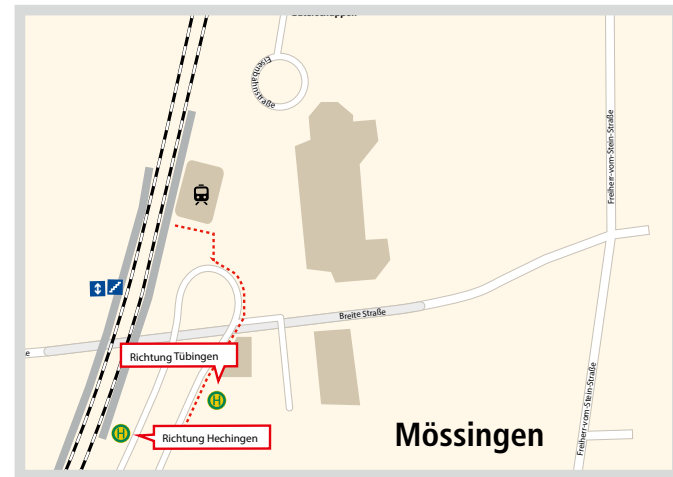 Eisenbahnstraße
Freiherr-vom-Stein-Straße
Breite Straße
e
Richtung Tübingen
H
Freiherr-vom-Stein-Straße
H
Richtung Hechingen
Mössingen